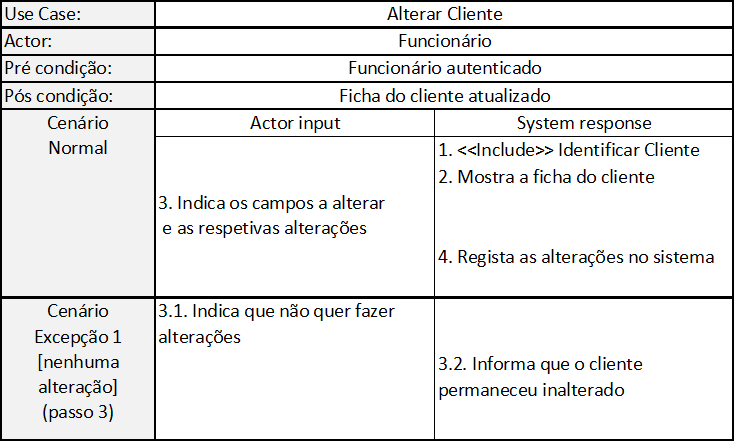 Use Case: Alterar Cliente
Actor: Funcionário
Pré condição: Funcionário autenticado
Pós condição: Ficha do cliente atualizado
Cenário
Normal
Actor input
System response
1. <<Include>> Identificar Cliente
2. Mostra a ficha do cliente
3. Indica os campos a alterar
e as respetivas alterações
4. Regista as alterações no sistema
Cenário
Excepção 1
[nenhuma
alteração]
(passo 3)
3.1. Indica que não quer fazer
alterações
3.2. Informa que o cliente
permaneceu inalterado